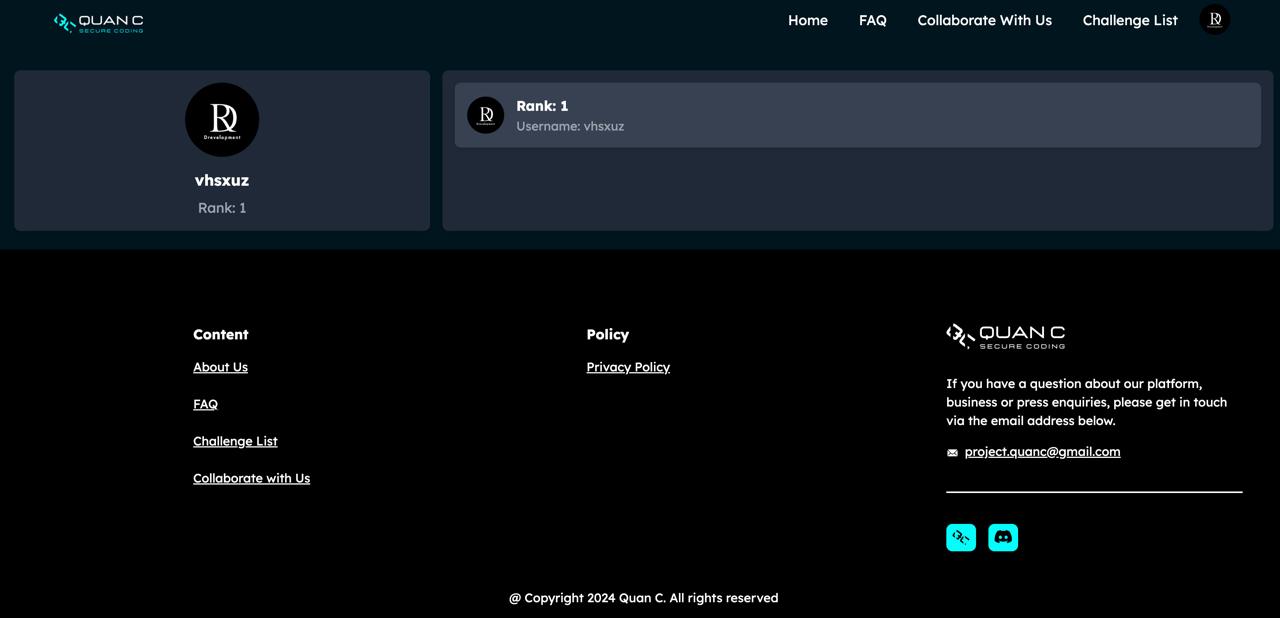 QUAN C
SECURE CODING
Home FAQ Collaborate With Us Challenge List
Drevelopment
vhsxuz
Rank: 1
Rank: 1
Username: vhsxuz
Content
About Us
FAQ
Challenge List
Collaborate with Us
Policy
Privacy Policy
QUAN C
SECURE CODING
If you have a question about our platform,
business or press enquiries, please get in touch
via the email address below.
project.quanc@gmail.com
@ Copyright 2024 Quan C. All rights reserved